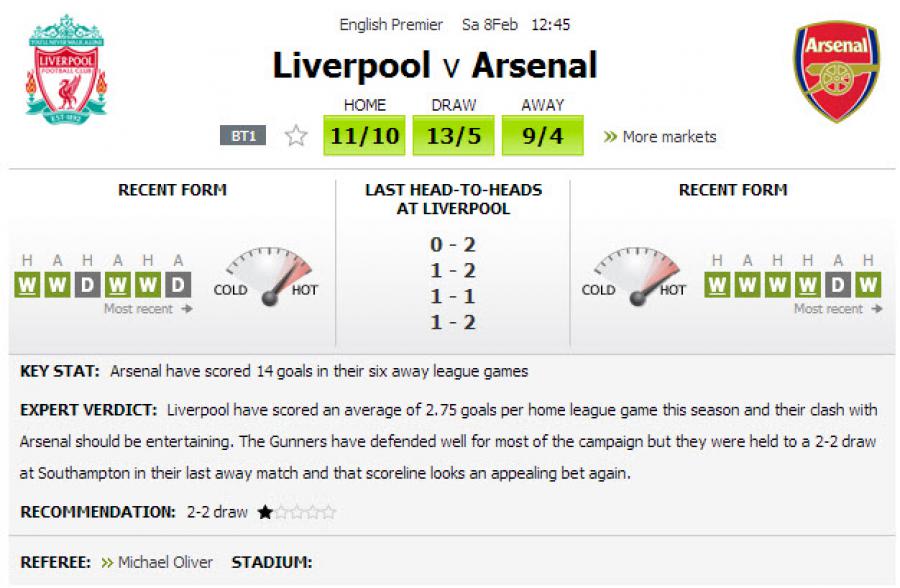 English Premier Sa 8Feb 12:45
YOU'LL NEVER WALK ALONE
LIVERPOOL
FOOTBALL CLUB
EST·1892
Arsenal
Liverpool v Arsenal
HOME DRAW AWAY
BT1 11/10 13/5 9/4 More markets
RECENT FORM
H A H A H A
W W D W W D
COLD HOT
Most recent
LAST HEAD-TO-HEADS
AT LIVERPOOL
0 - 2
1 - 2
1 - 1
1 - 2
RECENT FORM
COLD HOT
H A H H A H
W W W W D W
Most recent
KEY STAT: Arsenal have scored 14 goals in their six away league games
EXPERT VERDICT: Liverpool have scored an average of 2.75 goals per home league game this season and their clash with
Arsenal should be entertaining. The Gunners have defended well for most of the campaign but they were held to a 2-2 draw
at Southampton in their last away match and that scoreline looks an appealing bet again.
RECOMMENDATION: 2-2 draw
REFEREE: Michael Oliver STADIUM: